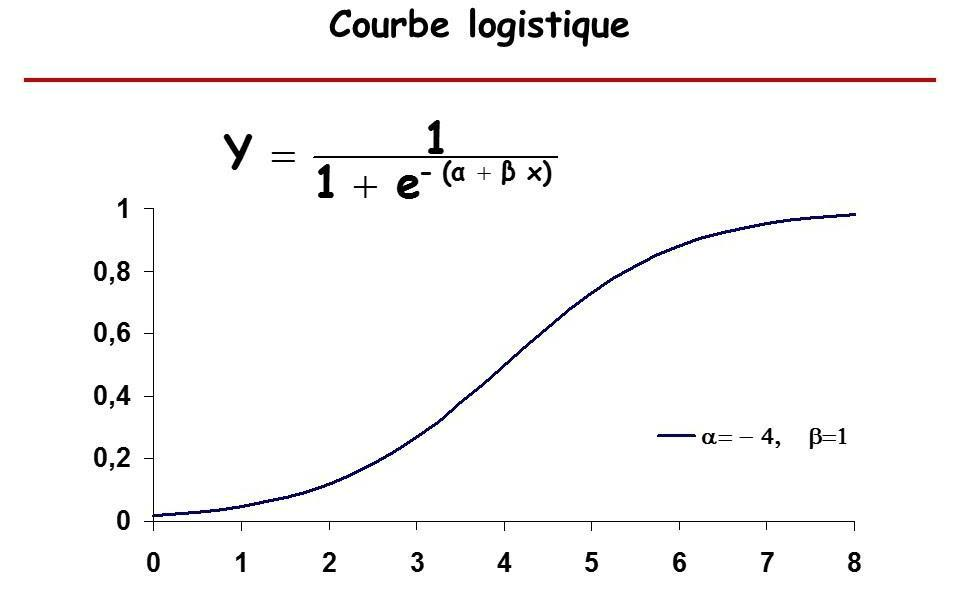 Courbe logistique
Y = 1
1 + e- (α + β x)
1
0,8
0,6
0,4
0,2
0
α= – 4, β=1
0 1 2 3 4 5 6 7 8